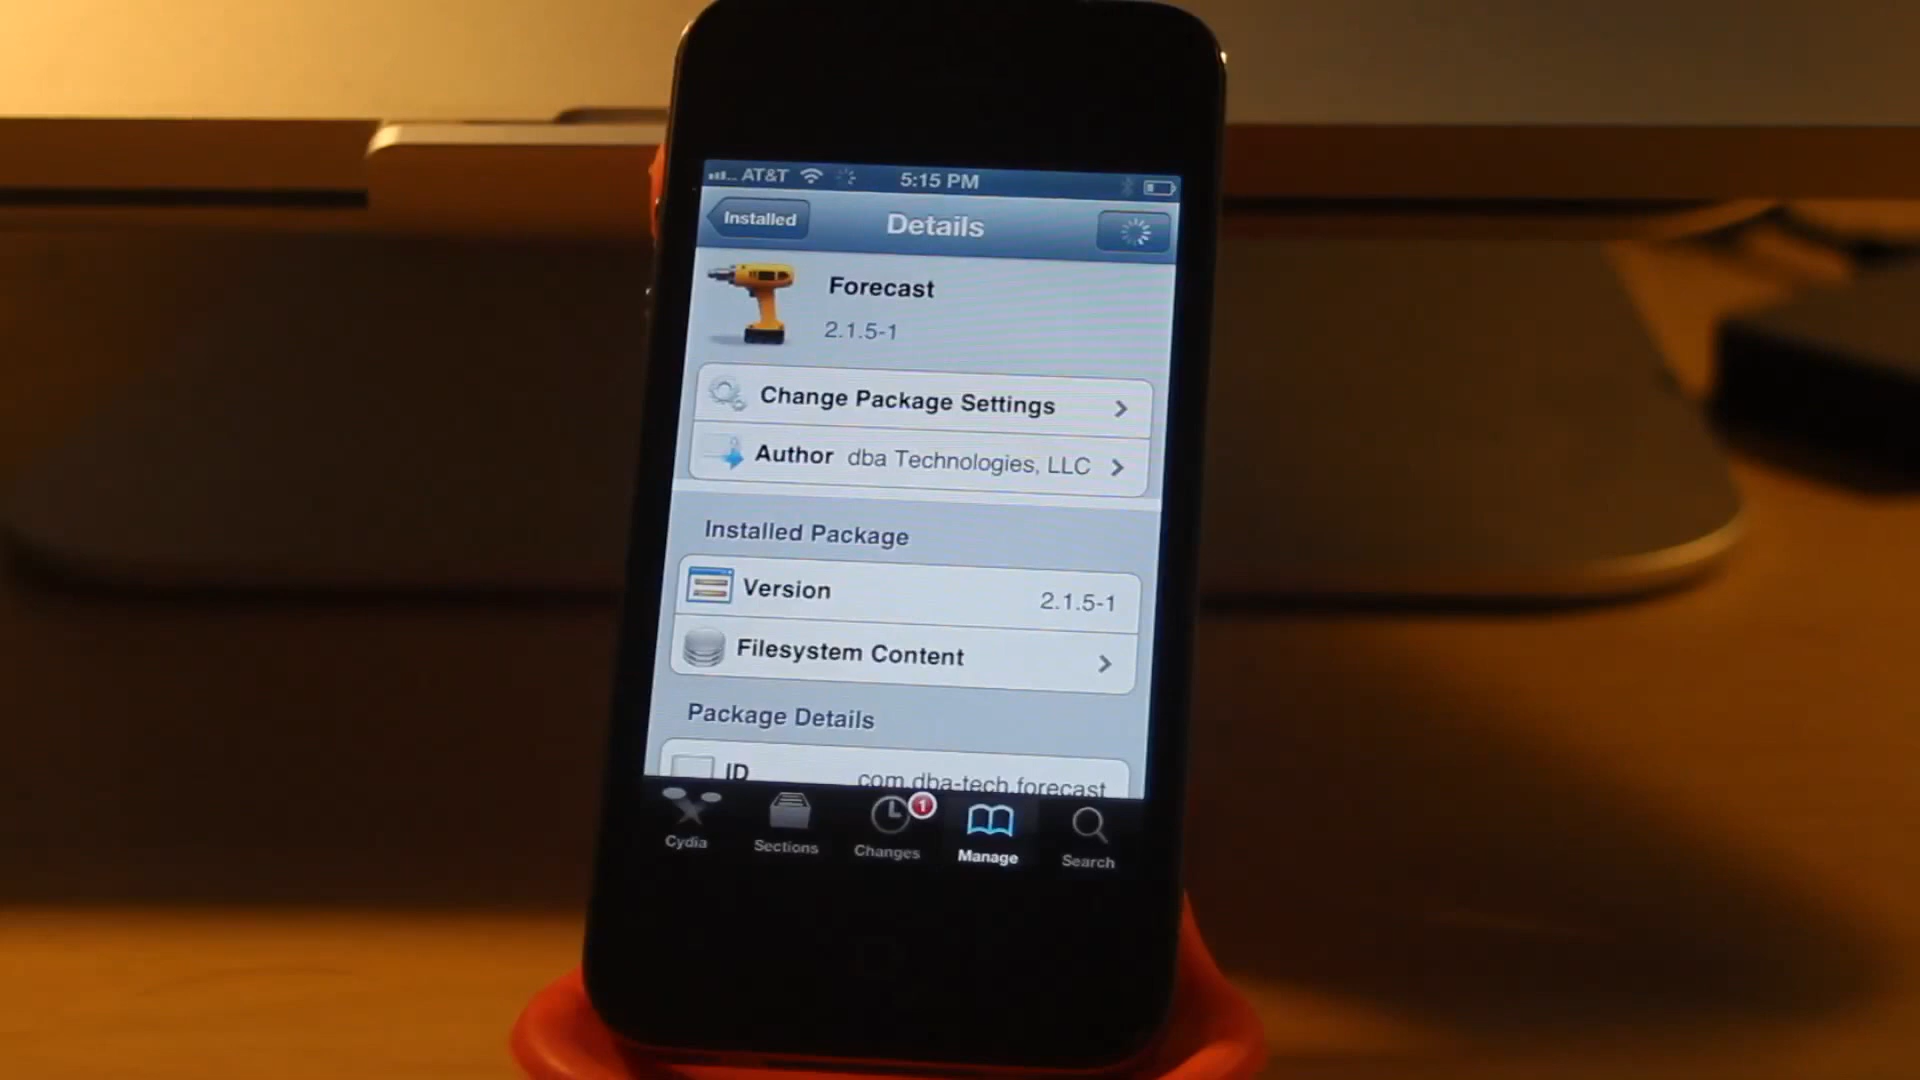 AT&T 5:15 PM
Installed Details
Forecast
2.1.5-1
Change Package Settings
Author dba Technologies, LLC
Installed Package
Version 2.1.5-1
Filesystem Content
Package Details
ID com.dba-tech.forecast
1
Cydia Sections Changes Manage Search